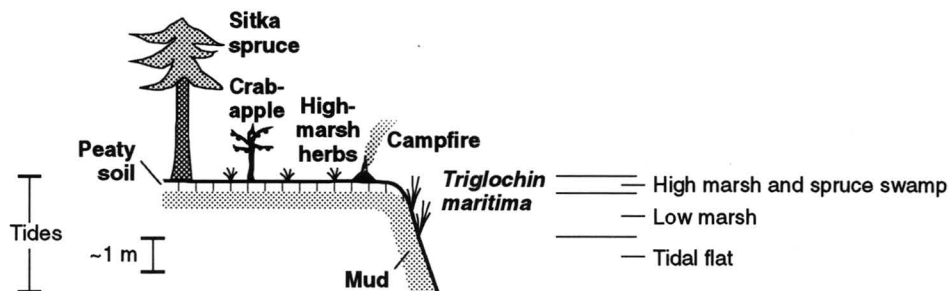 Sitka
spruce
Crab-
apple
High-
marsh
herbs
Campfire
Peaty
soil
Triglochin
maritima
High marsh and spruce swamp
Low marsh
Tidal flat
Tides
~1 m
Mud